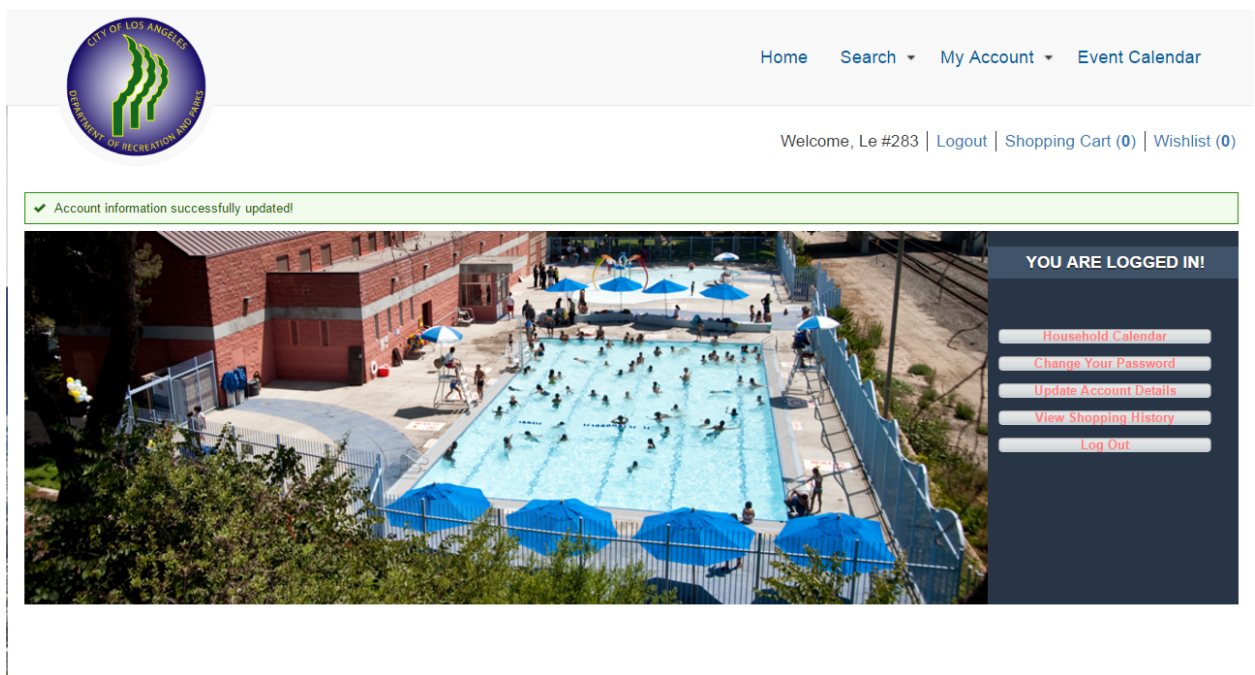 CITY OF LOS ANGELES
DEPARTMENT OF RECREATION AND PARKS
Home Search My Account Event Calendar
Welcome, Le #283 | Logout | Shopping Cart (0) | Wishlist (0)
Account information successfully updated!
YOU ARE LOGGED IN!
Household Calendar
Change Your Password
Update Account Details
View Shopping History
Log Out